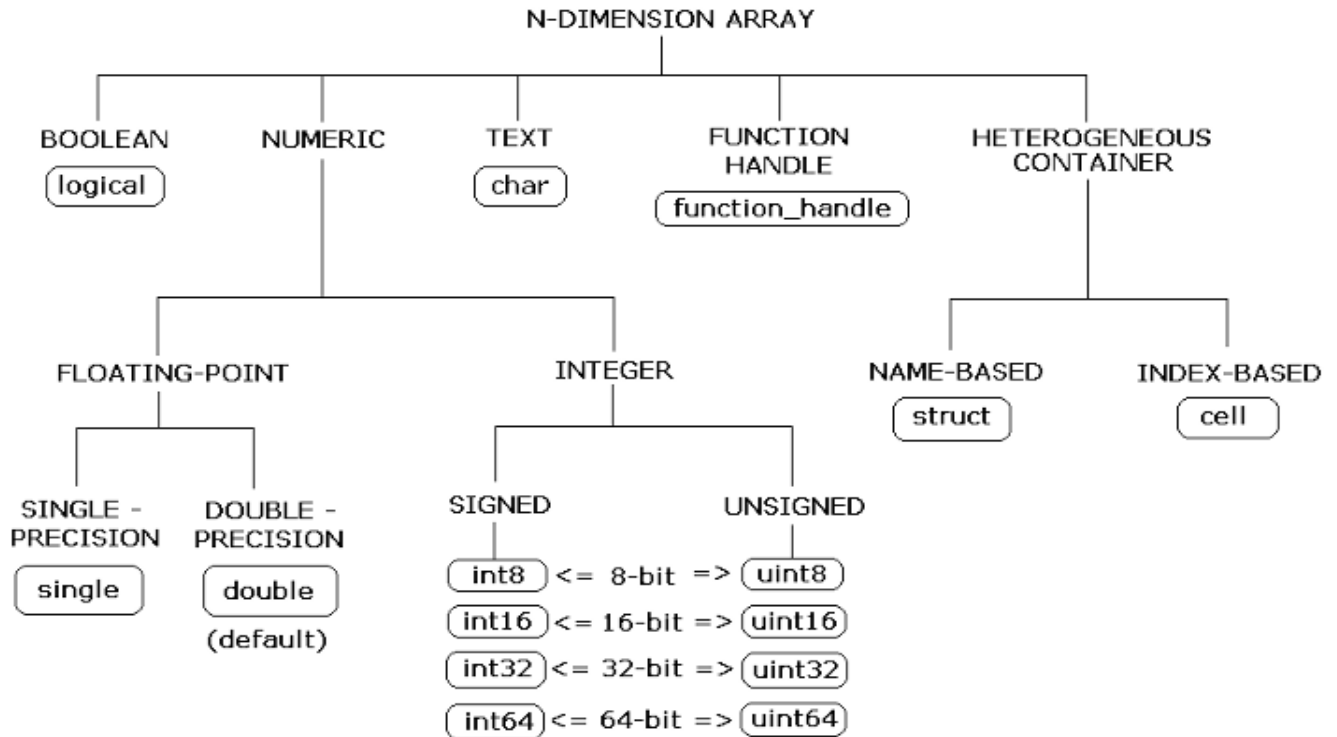 N-DIMENSION ARRAY
BOOLEAN
logical
NUMERIC
TEXT
char
FUNCTION
HANDLE
function_handle
HETEROGENEOUS
CONTAINER
FLOATING-POINT
INTEGER
NAME-BASED
struct
INDEX-BASED
cell
SINGLE -
PRECISION
single
DOUBLE -
PRECISION
double
(default)
SIGNED
UNSIGNED
int8 <= 8-bit => uint8
int16 <= 16-bit => uint16
int32 <= 32-bit => uint32
int64 <= 64-bit => uint64